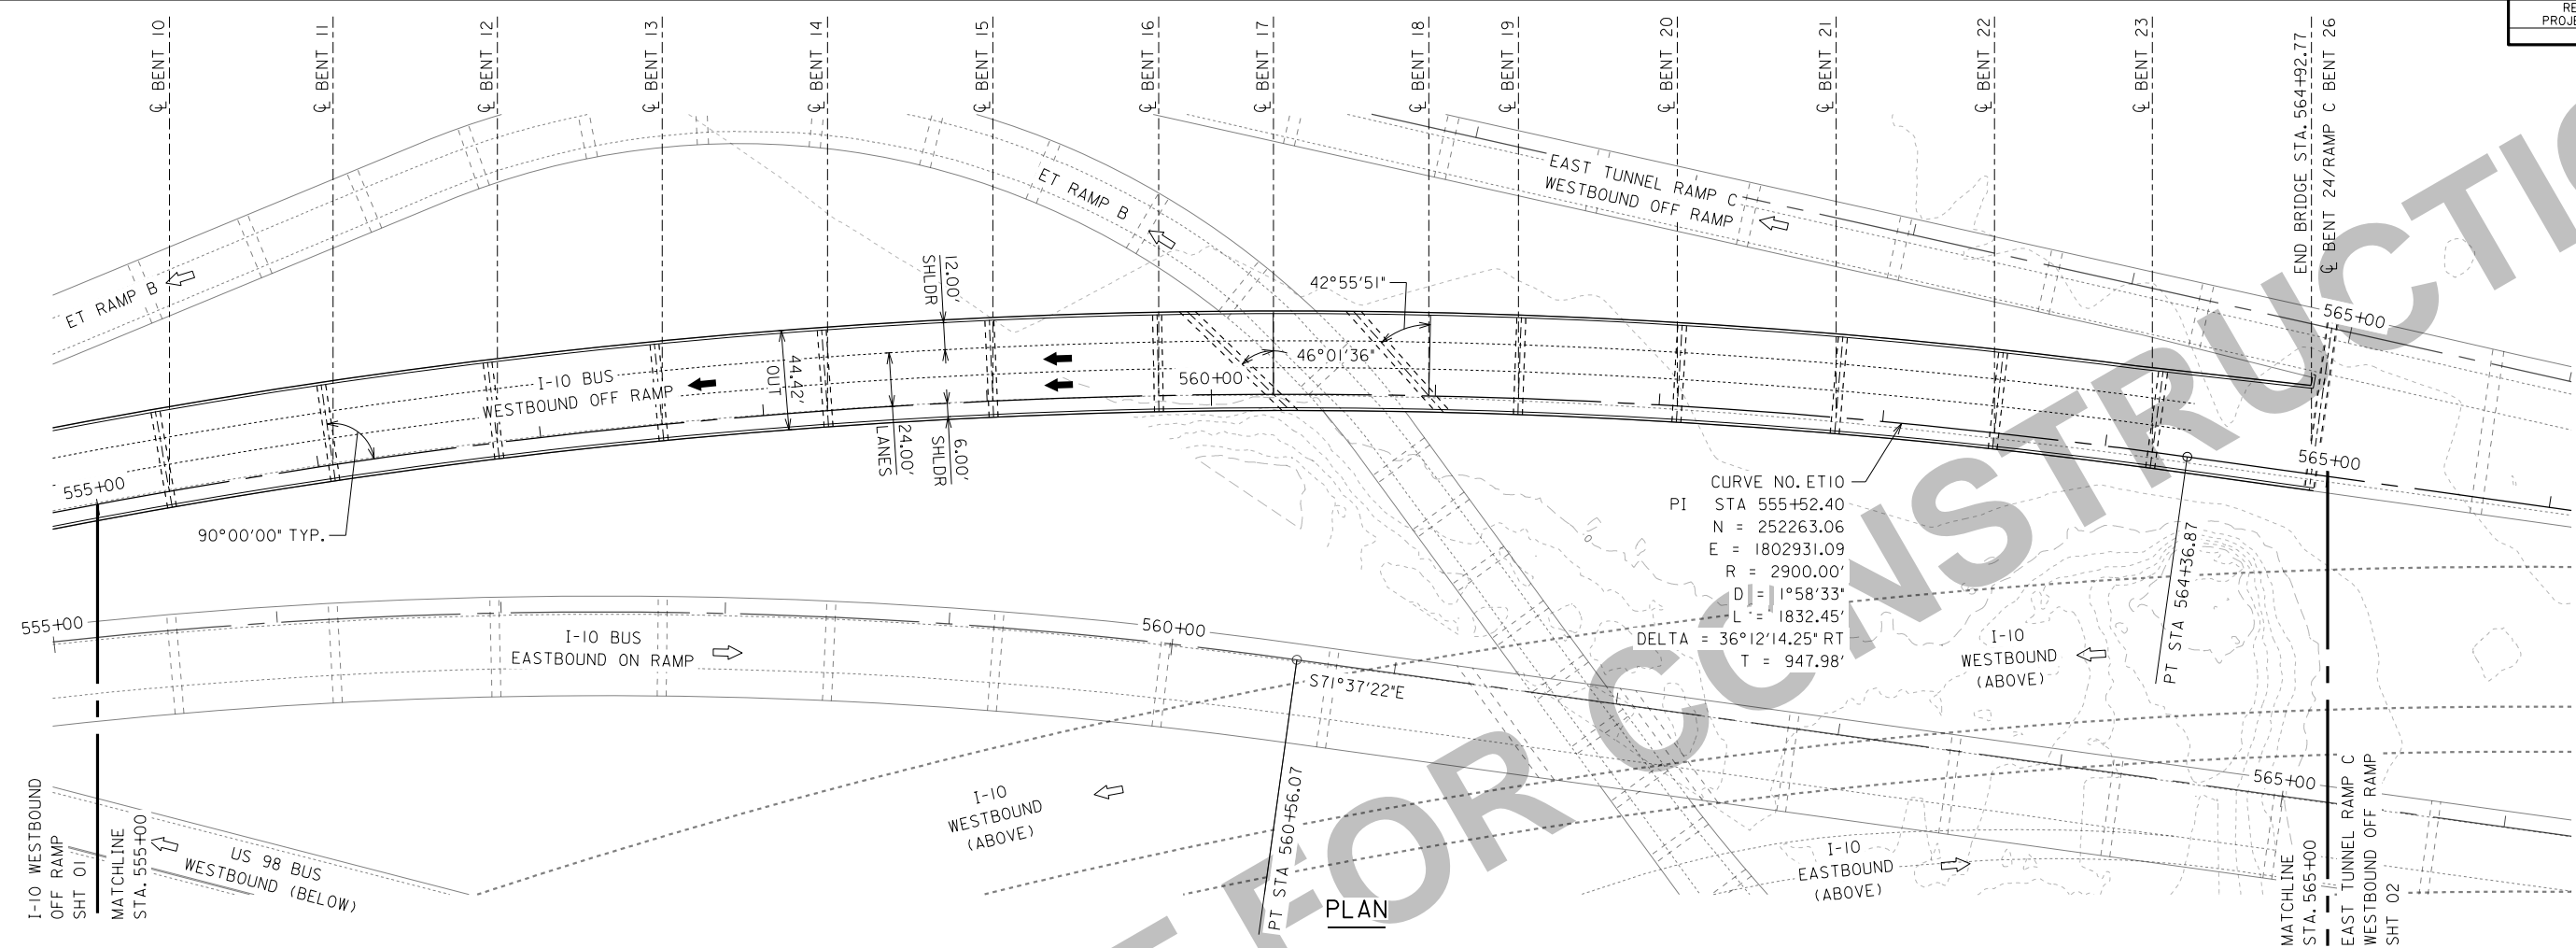 RE
PROJE
℄ BENT 10
℄ BENT 11
℄ BENT 12
℄ BENT 13
℄ BENT 14
℄ BENT 15
℄ BENT 16
℄ BENT 17
℄ BENT 18
℄ BENT 19
℄ BENT 20
℄ BENT 21
℄ BENT 22
℄ BENT 23
END BRIDGE STA. 564+92.77
℄ BENT 24/RAMP C BENT 26
ET RAMP B
ET RAMP B
EAST TUNNEL RAMP C
WESTBOUND OFF RAMP
12.00'
SHLDR
42°55'51"
46°01'36"
44.42'
OUT
I-10 BUS
WESTBOUND OFF RAMP
560+00
565+00
24.00'
LANES
6.00'
SHLDR
555+00
90°00'00" TYP.
565+00
CURVE NO. ET10
PI STA 555+52.40
N = 252263.06
E = 1802931.09
R = 2900.00'
D = 1°58'33"
L = 1832.45'
DELTA = 36°12'14.25" RT
T = 947.98'
PT STA 564+36.87
555+00
I-10 BUS
EASTBOUND ON RAMP
560+00
S71°37'22"E
I-10
WESTBOUND
(ABOVE)
PT STA 560+56.07
I-10
WESTBOUND
(ABOVE)
565+00
I-10
EASTBOUND
(ABOVE)
US 98 BUS
WESTBOUND (BELOW)
I-10 WESTBOUND
OFF RAMP
SHT 01
MATCHLINE
STA. 555+00
MATCHLINE
STA. 565+00
EAST TUNNEL RAMP C
WESTBOUND OFF RAMP
SHT 02
PLAN
FOR CONSTRUCTIO